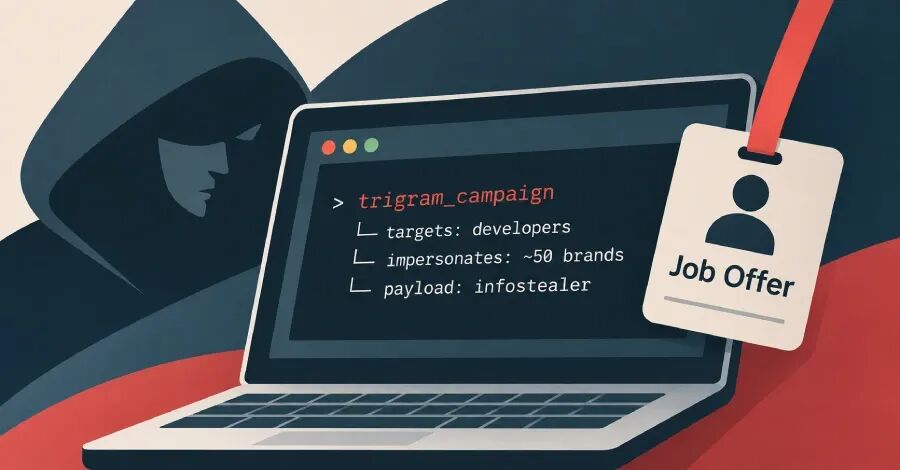 > trigram_campaign
└─ targets: developers
└─ impersonates: ~50 brands
└─ payload: infostealer
Job Offer